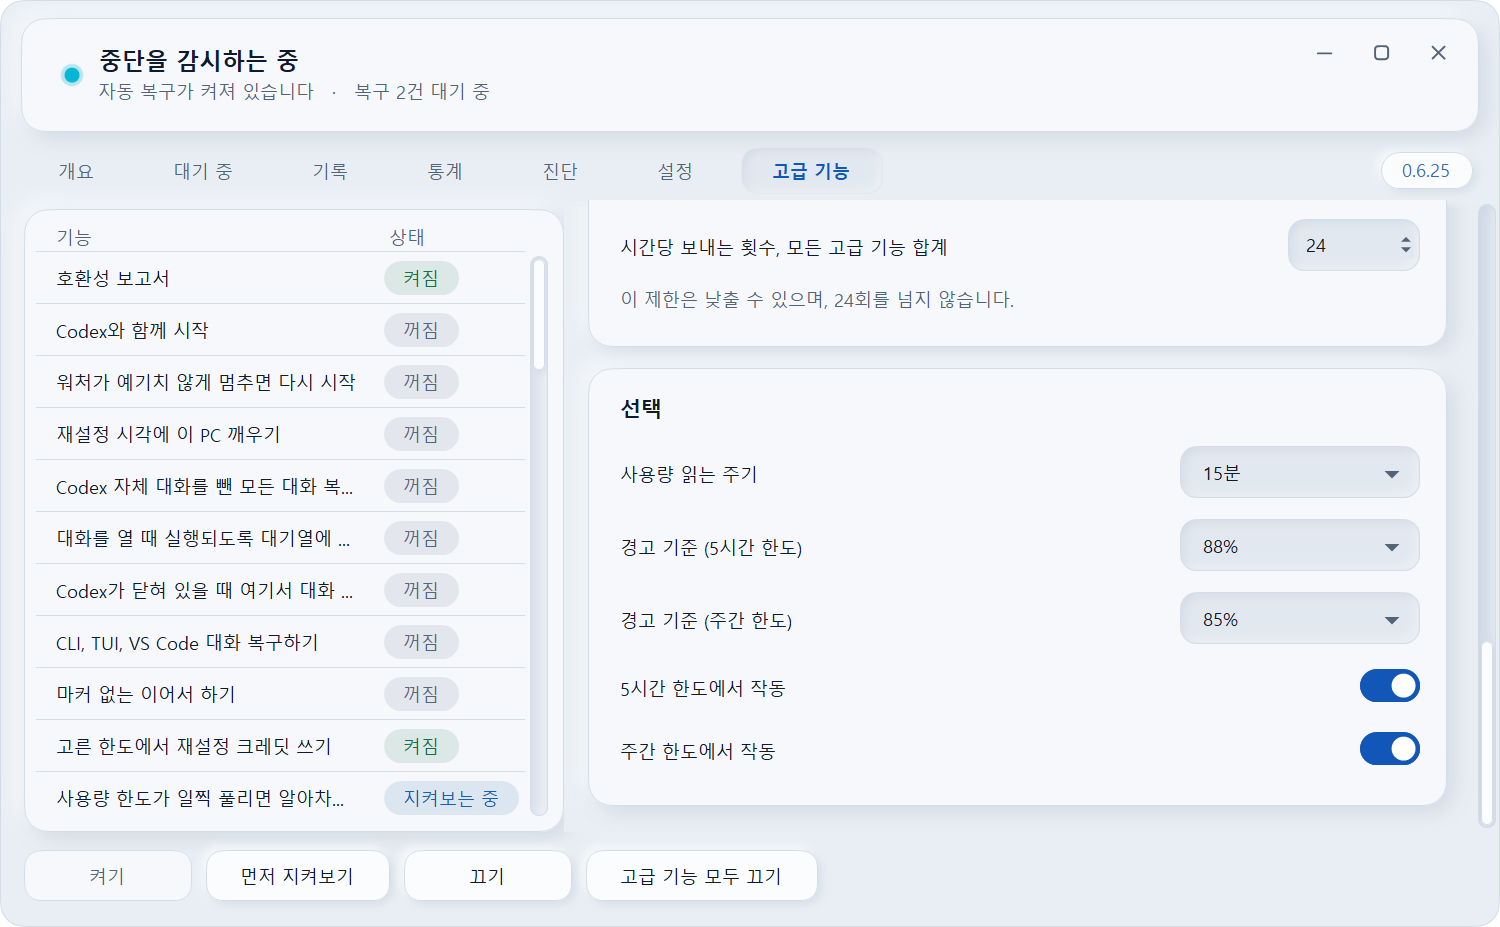 중단을 감시하는 중
자동 복구가 켜져 있습니다 · 복구 2건 대기 중
개요
대기 중
기록
통계
진단
설정
고급 기능
0.6.25
기능
상태
호환성 보고서
켜짐
Codex와 함께 시작
꺼짐
워처가 예기치 않게 멈추면 다시 시작
꺼짐
재설정 시각에 이 PC 깨우기
꺼짐
Codex 자체 대화를 뺀 모든 대화 복...
꺼짐
대화를 열 때 실행되도록 대기열에 ...
꺼짐
Codex가 닫혀 있을 때 여기서 대화 ...
꺼짐
CLI, TUI, VS Code 대화 복구하기
꺼짐
마커 없는 이어서 하기
꺼짐
고른 한도에서 재설정 크레딧 쓰기
켜짐
사용량 한도가 일찍 풀리면 알아차...
지켜보는 중
시간당 보내는 횟수, 모든 고급 기능 합계
24
이 제한은 낮출 수 있으며, 24회를 넘지 않습니다.
선택
사용량 읽는 주기
15분
경고 기준 (5시간 한도)
88%
경고 기준 (주간 한도)
85%
5시간 한도에서 작동
주간 한도에서 작동
켜기
먼저 지켜보기
끄기
고급 기능 모두 끄기